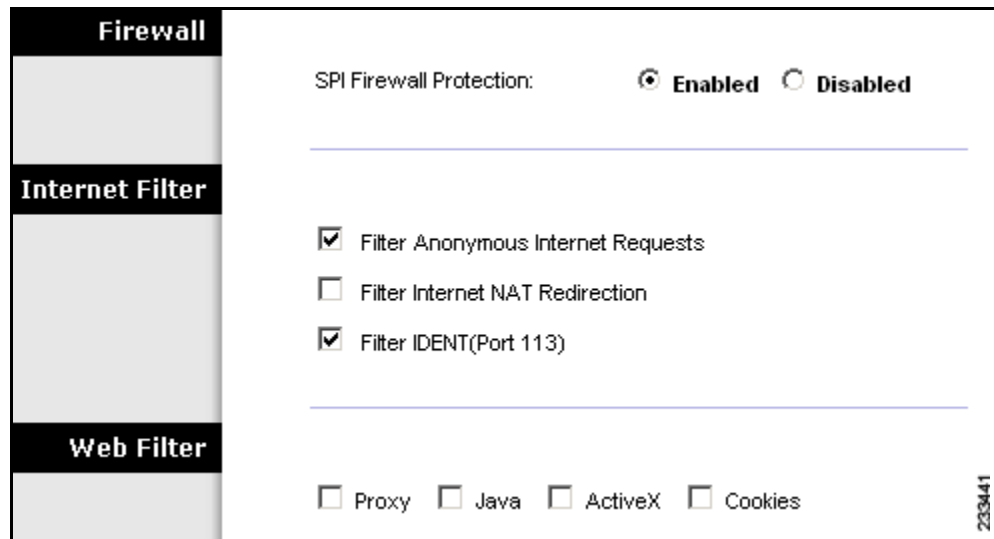 Firewall
SPI Firewall Protection: Enabled Disabled
Internet Filter
Filter Anonymous Internet Requests
Filter Internet NAT Redirection
Filter IDENT(Port 113)
Web Filter
Proxy Java ActiveX Cookies
233441